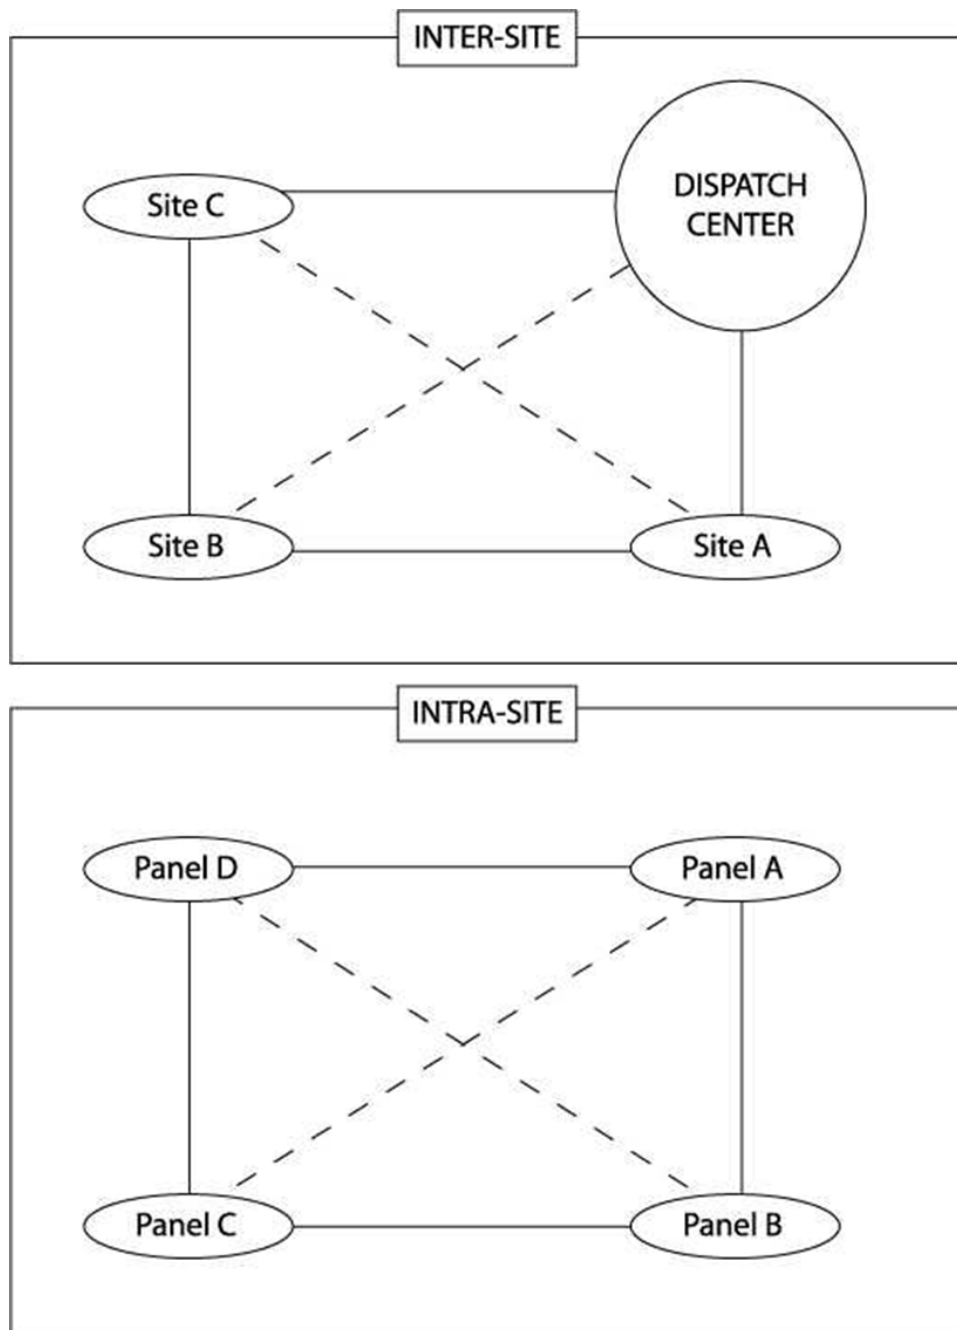 INTER-SITE
Site C
DISPATCH
CENTER
Site B
Site A
INTRA-SITE
Panel D
Panel A
Panel C
Panel B